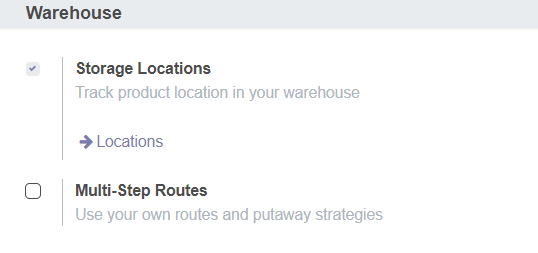 Warehouse
Storage Locations
Track product location in your warehouse
Locations
Multi-Step Routes
Use your own routes and putaway strategies